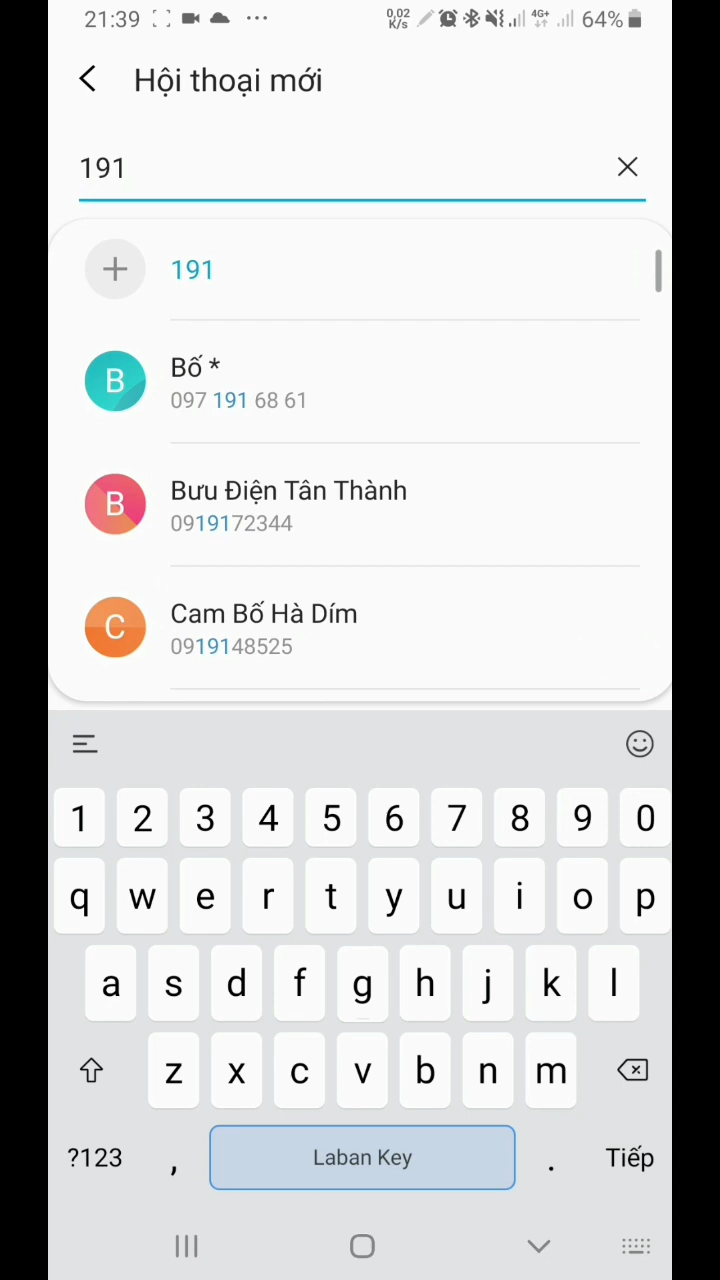 21:39
0,02 K/s
4G+
64%
Hội thoại mới
191
191
B
Bố *
097 191 68 61
B
Bưu Điện Tân Thành
0919172344
C
Cam Bố Hà Dím
0919148525
1 2 3 4 5 6 7 8 9 0
q w e r t y u i o p
a s d f g h j k l
z x c v b n m
?123 , Laban Key . Tiếp